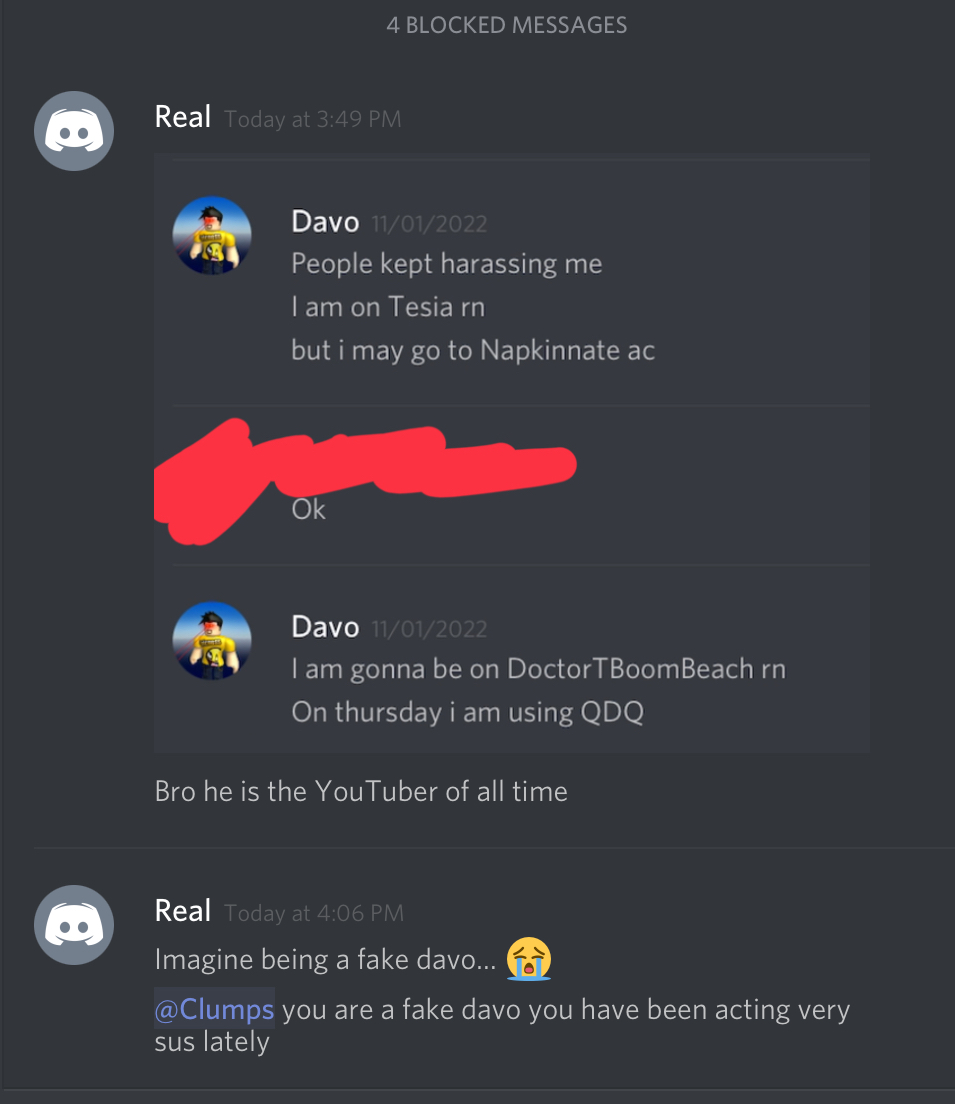 4 BLOCKED MESSAGES
Real Today at 3:49 PM
Davo 11/01/2022
People kept harassing me
I am on Tesia rn
but i may go to Napkinnate ac
Ok
Davo 11/01/2022
I am gonna be on DoctorTBoomBeach rn
On thursday i am using QDQ
Bro he is the YouTuber of all time
Real Today at 4:06 PM
Imagine being a fake davo... 😭
@Clumps you are a fake davo you have been acting very
sus lately